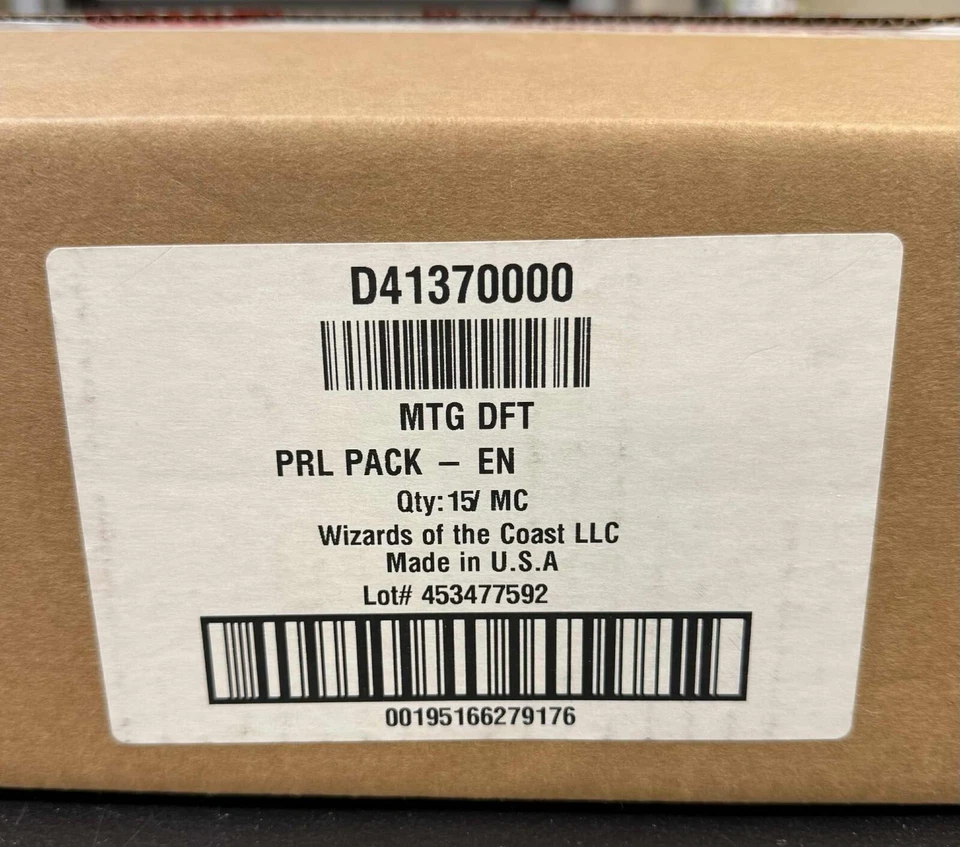 D41370000
MTG DFT
PRL PACK – EN
Qty: 15/ MC
Wizards of the Coast LLC
Made in U.S.A
Lot# 453477592
00195166279176